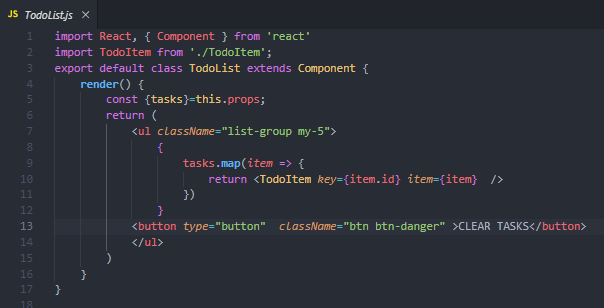 JS TodoList.js ×
1 import React, { Component } from 'react'
2 import TodoItem from './TodoItem';
3 export default class TodoList extends Component {
4     render() {
5         const {tasks}=this.props;
6         return (
7             <ul className="list-group my-5">
8                 {
9                     tasks.map(item => {
10                         return <TodoItem key={item.id} item={item}  />
11                     })
12                 }
13             <button type="button"  className="btn btn-danger" >CLEAR TASKS</button>
14             </ul>
15         )
16     }
17 }
18